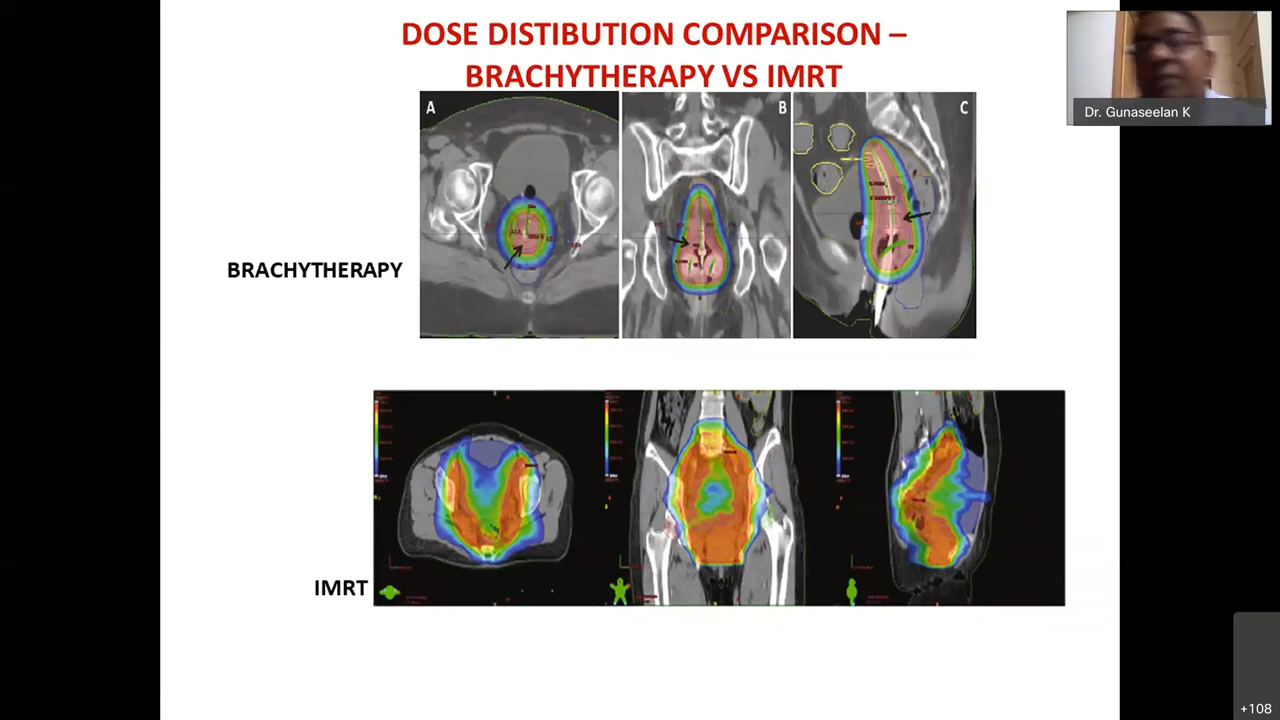 DOSE DISTIBUTION COMPARISON –
BRACHYTHERAPY VS IMRT
Dr. Gunaseelan K
A
B
C
BRACHYTHERAPY
IMRT
+108